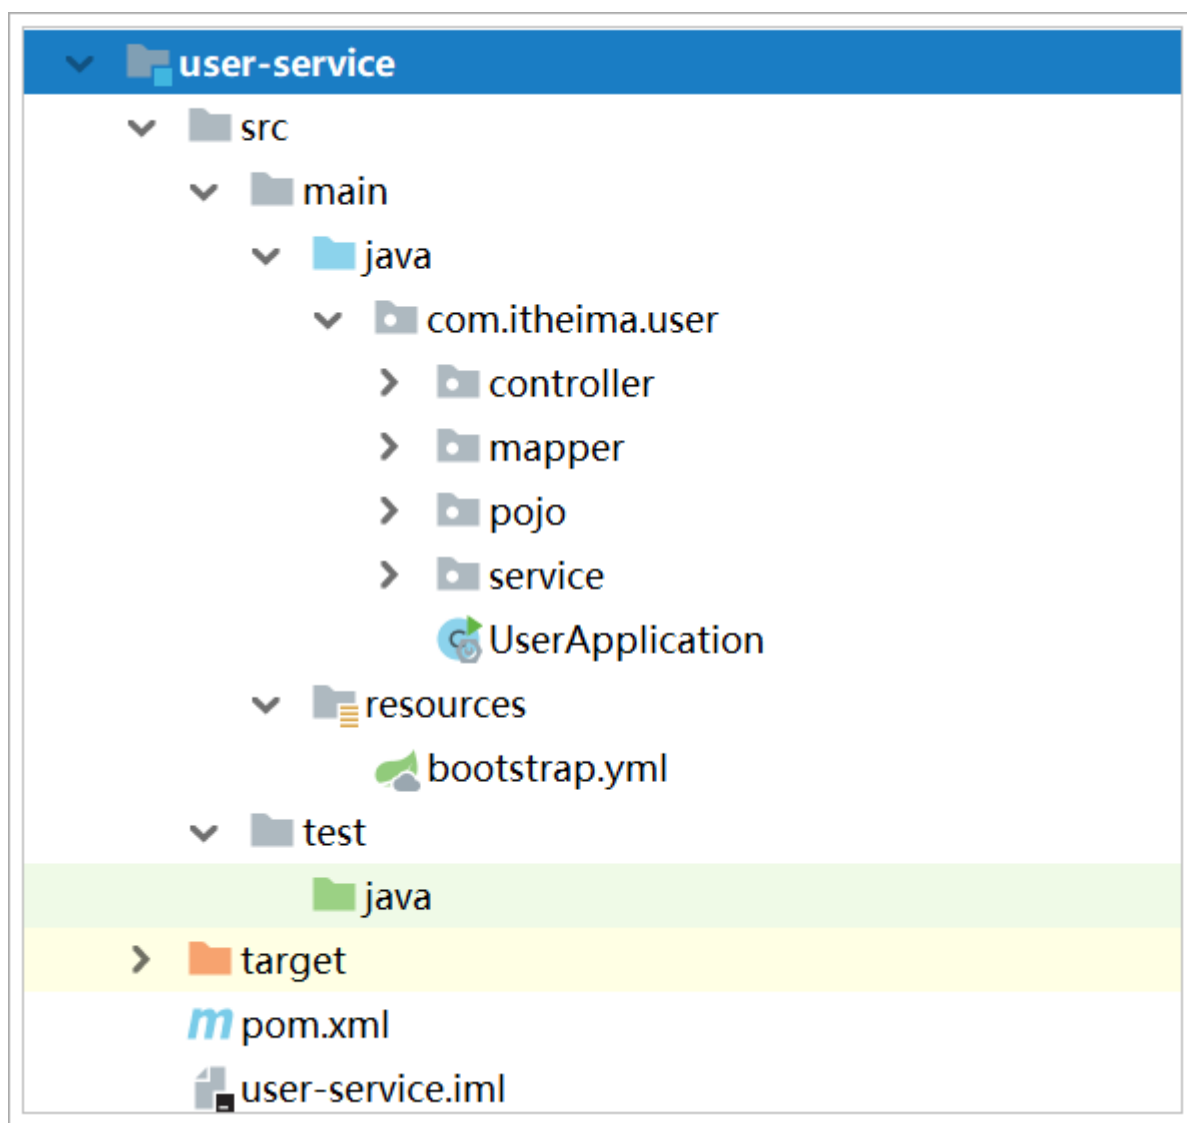 user-service
src
main
java
com.itheima.user
controller
mapper
pojo
service
UserApplication
resources
bootstrap.yml
test
java
target
pom.xml
user-service.iml